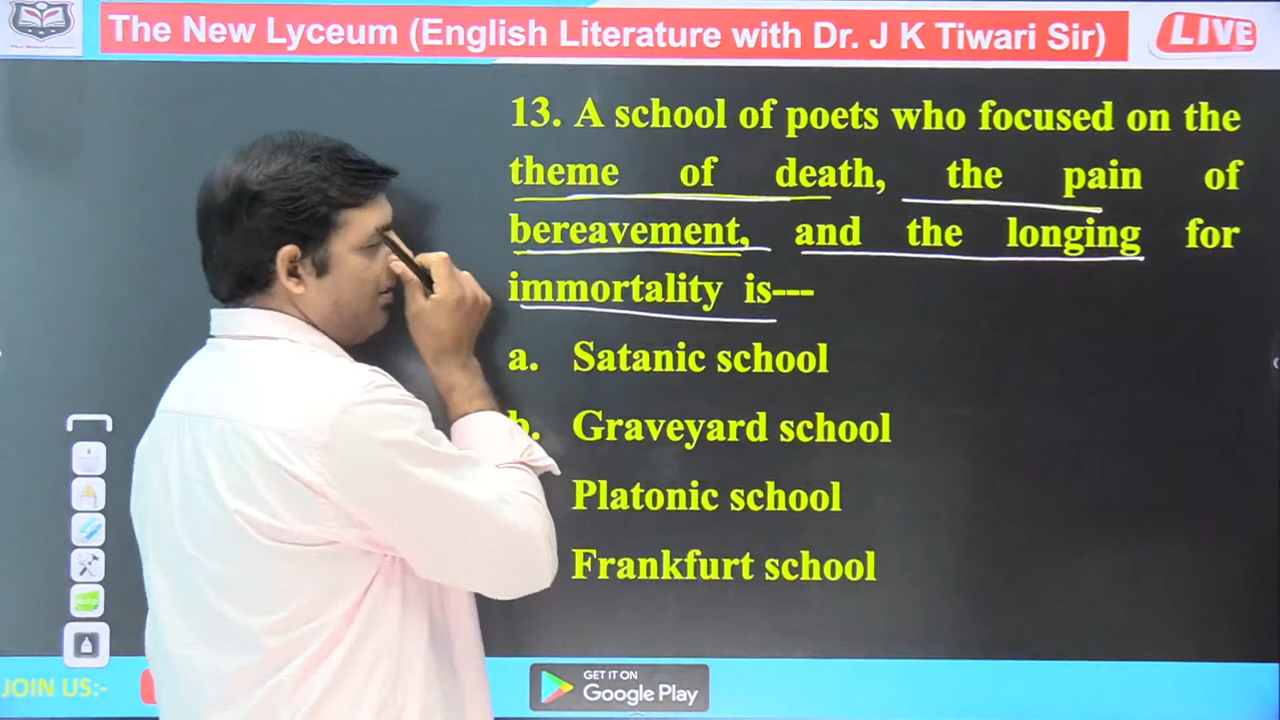 The New Lyceum (English Literature with Dr. J K Tiwari Sir)
LIVE
13. A school of poets who focused on the
theme of death, the pain of
bereavement, and the longing for
immortality is---
a. Satanic school
b. Graveyard school
Platonic school
Frankfurt school
JOIN US:-
GET IT ON
Google Play